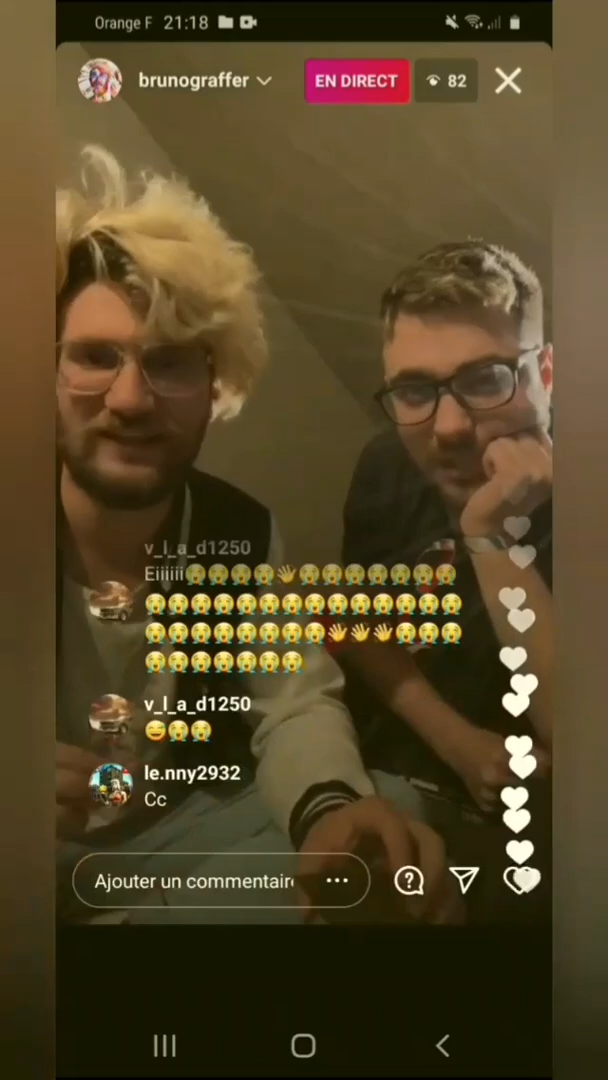 Orange F 21:18
brunograffer
EN DIRECT
82
v_l_a_d1250
Eiiiiii😭😭😭😭👋😭😭😭😭😭😭😭
😭😭😭😭😭😭😭😭😭😭😭😭😭😭
😭😭😭😭😭😭😭😭👋👋👋😭😭😭
😭😭😭😭😭😭😭
v_l_a_d1250
😅😭😭
le.nny2932
Cc
Ajouter un commentair